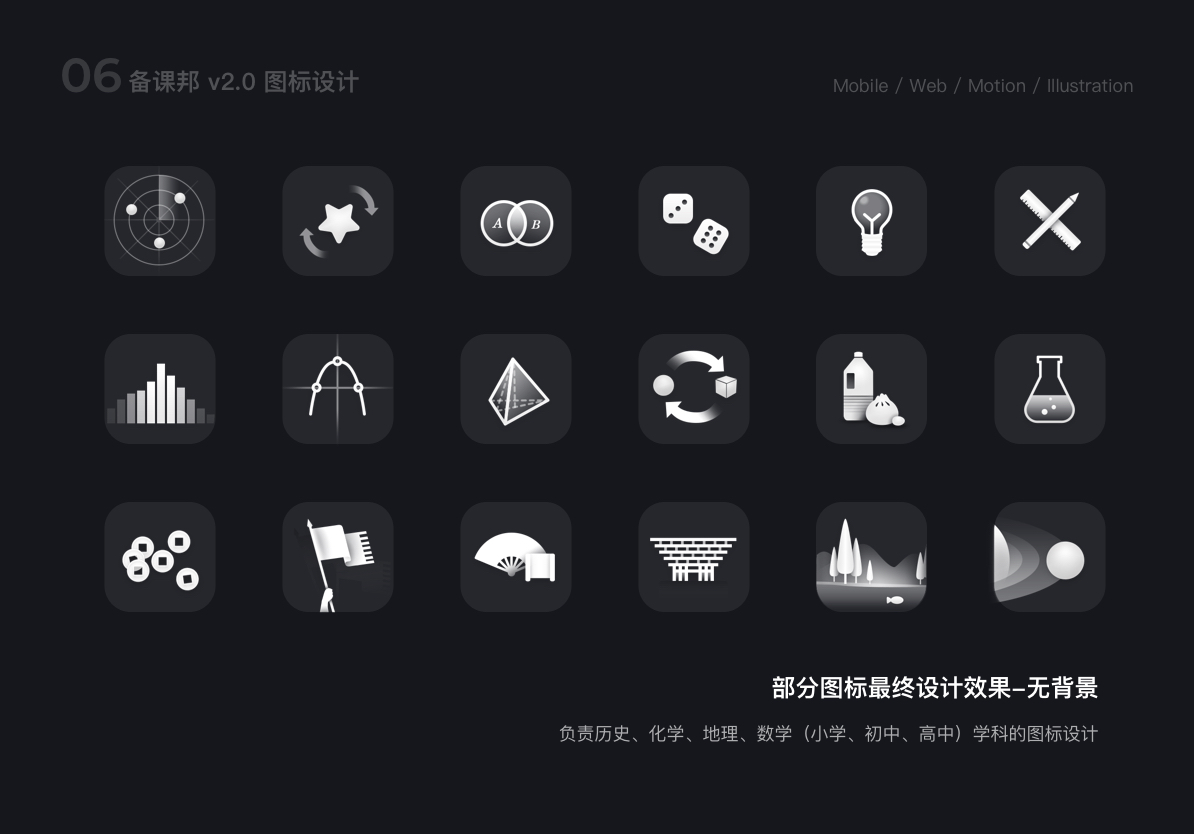 06 备课邦 v2.0 图标设计
Mobile / Web / Motion / Illustration
A B
部分图标最终设计效果–无背景
负责历史、化学、地理、数学（小学、初中、高中）学科的图标设计